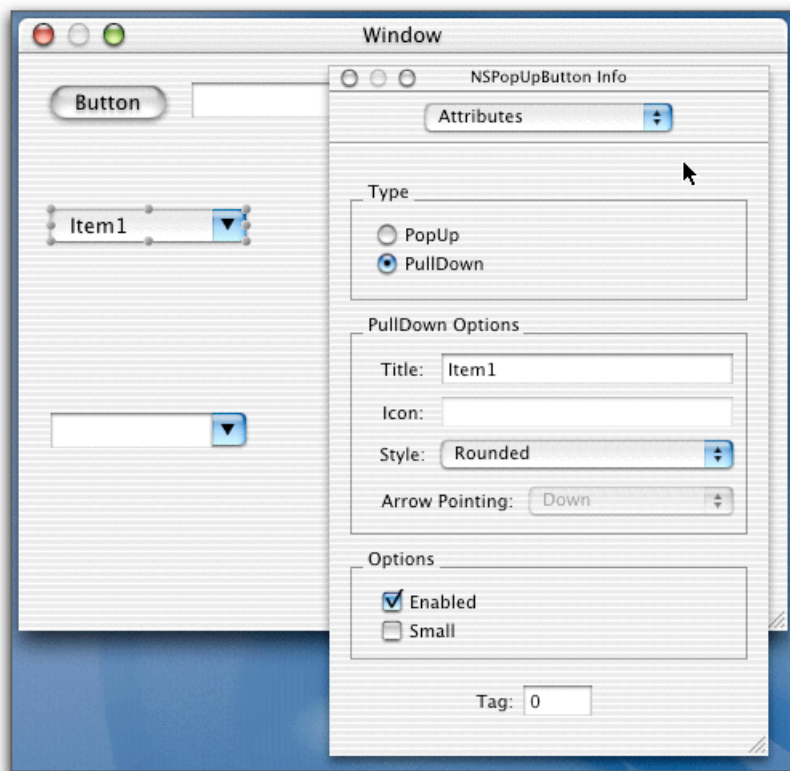 Window
Button
Item1
NSPopUpButton Info
Attributes
Type
PopUp
PullDown
PullDown Options
Title: Item1
Icon:
Style: Rounded
Arrow Pointing: Down
Options
Enabled
Small
Tag: 0